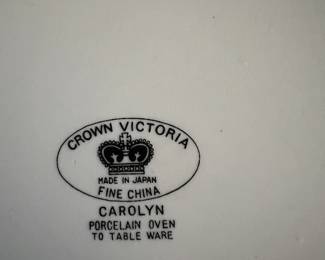 CROWN VICTORIA
MADE IN JAPAN
FINE CHINA
CAROLYN
PORCELAIN OVEN
TO TABLE WARE